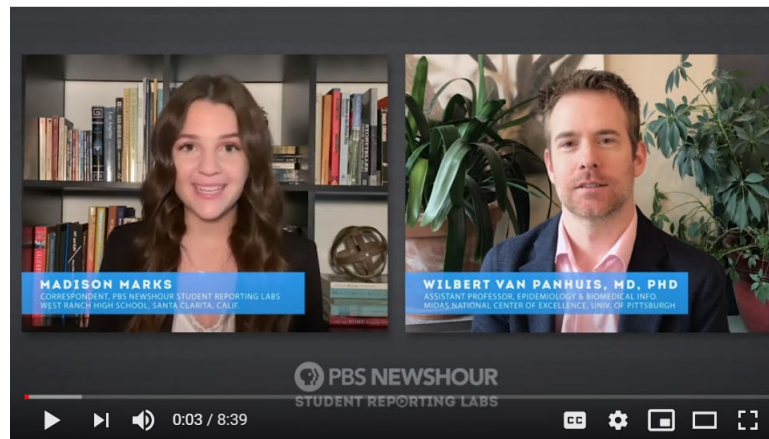 MADISON MARKS
CORRESPONDENT, PBS NEWSHOUR STUDENT REPORTING LABS
WEST RANCH HIGH SCHOOL, SANTA CLARITA, CALIF.
WILBERT VAN PANHUIS, MD, PHD
ASSISTANT PROFESSOR, EPIDEMIOLOGY & BIOMEDICAL INFO.
MIDAS NATIONAL CENTER OF EXCELLENCE, UNIV. OF PITTSBURGH
PBS NEWSHOUR
STUDENT REPORTING LABS
0:03 / 8:39
CC